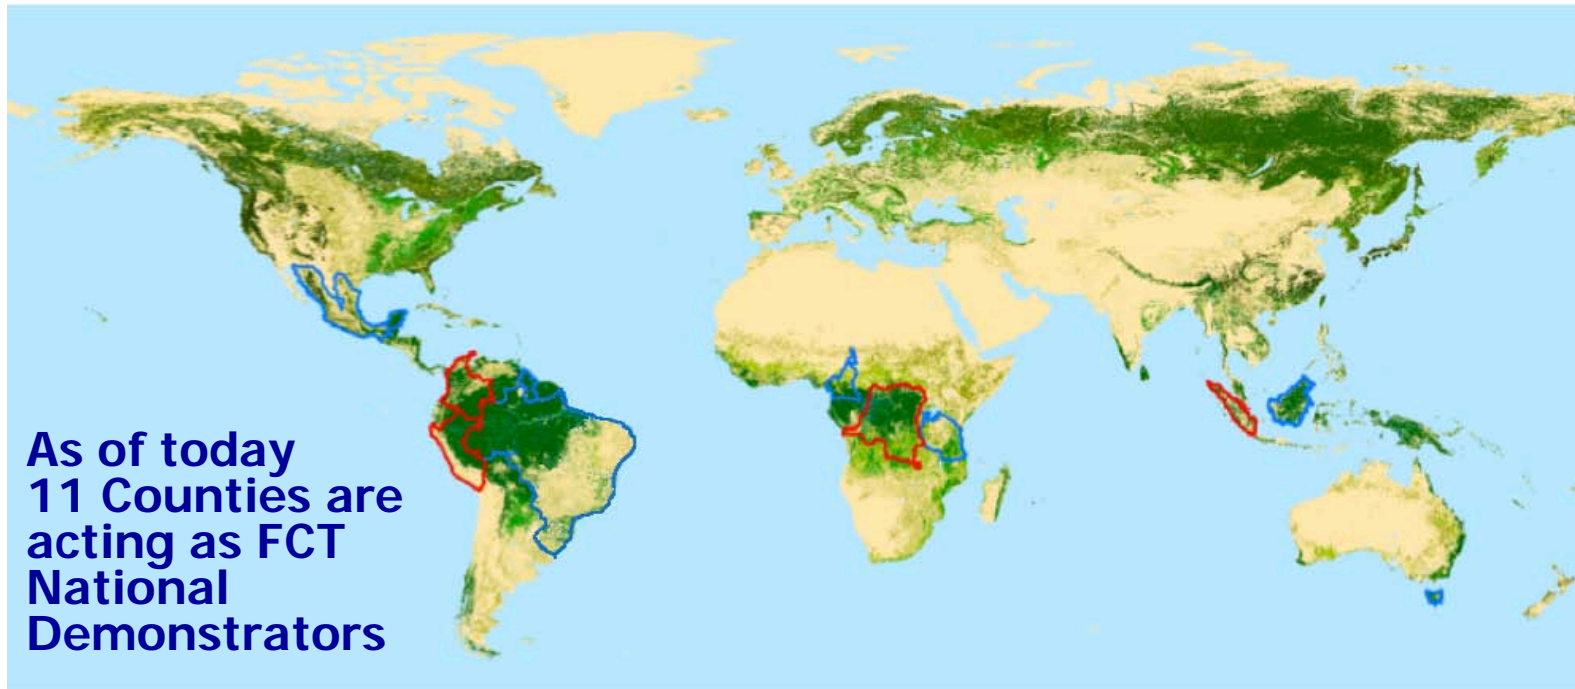 As of today
11 Counties are
acting as FCT
National
Demonstrators